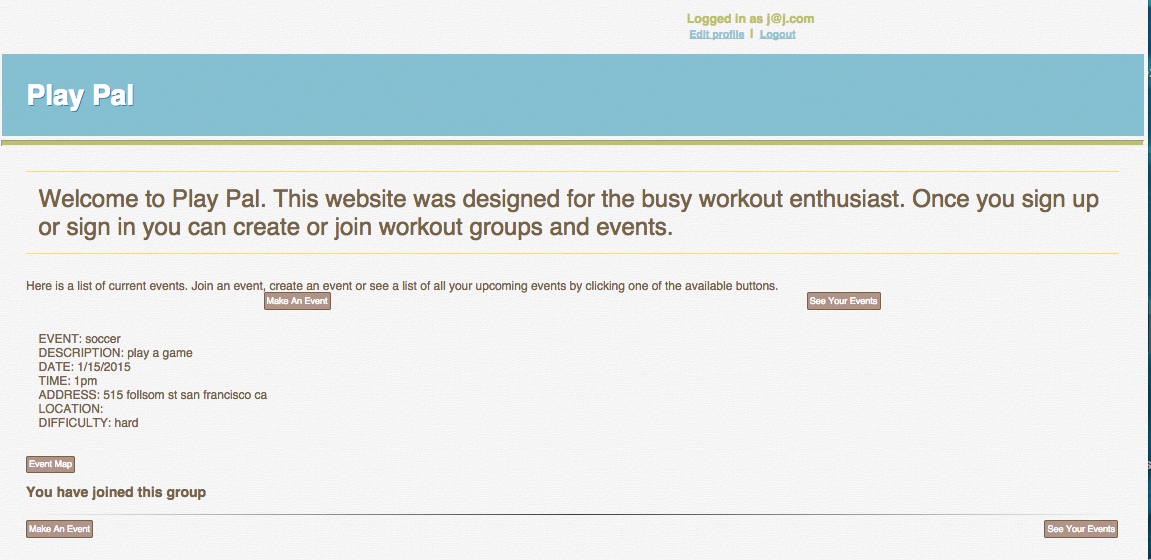 Logged in as j@j.com
Edit profile | Logout
Play Pal
Welcome to Play Pal. This website was designed for the busy workout enthusiast. Once you sign up
or sign in you can create or join workout groups and events.
Here is a list of current events. Join an event, create an event or see a list of all your upcoming events by clicking one of the available buttons.
Make An Event See Your Events
EVENT: soccer
DESCRIPTION: play a game
DATE: 1/15/2015
TIME: 1pm
ADDRESS: 515 follsom st san francisco ca
LOCATION:
DIFFICULTY: hard
Event Map
You have joined this group
Make An Event See Your Events